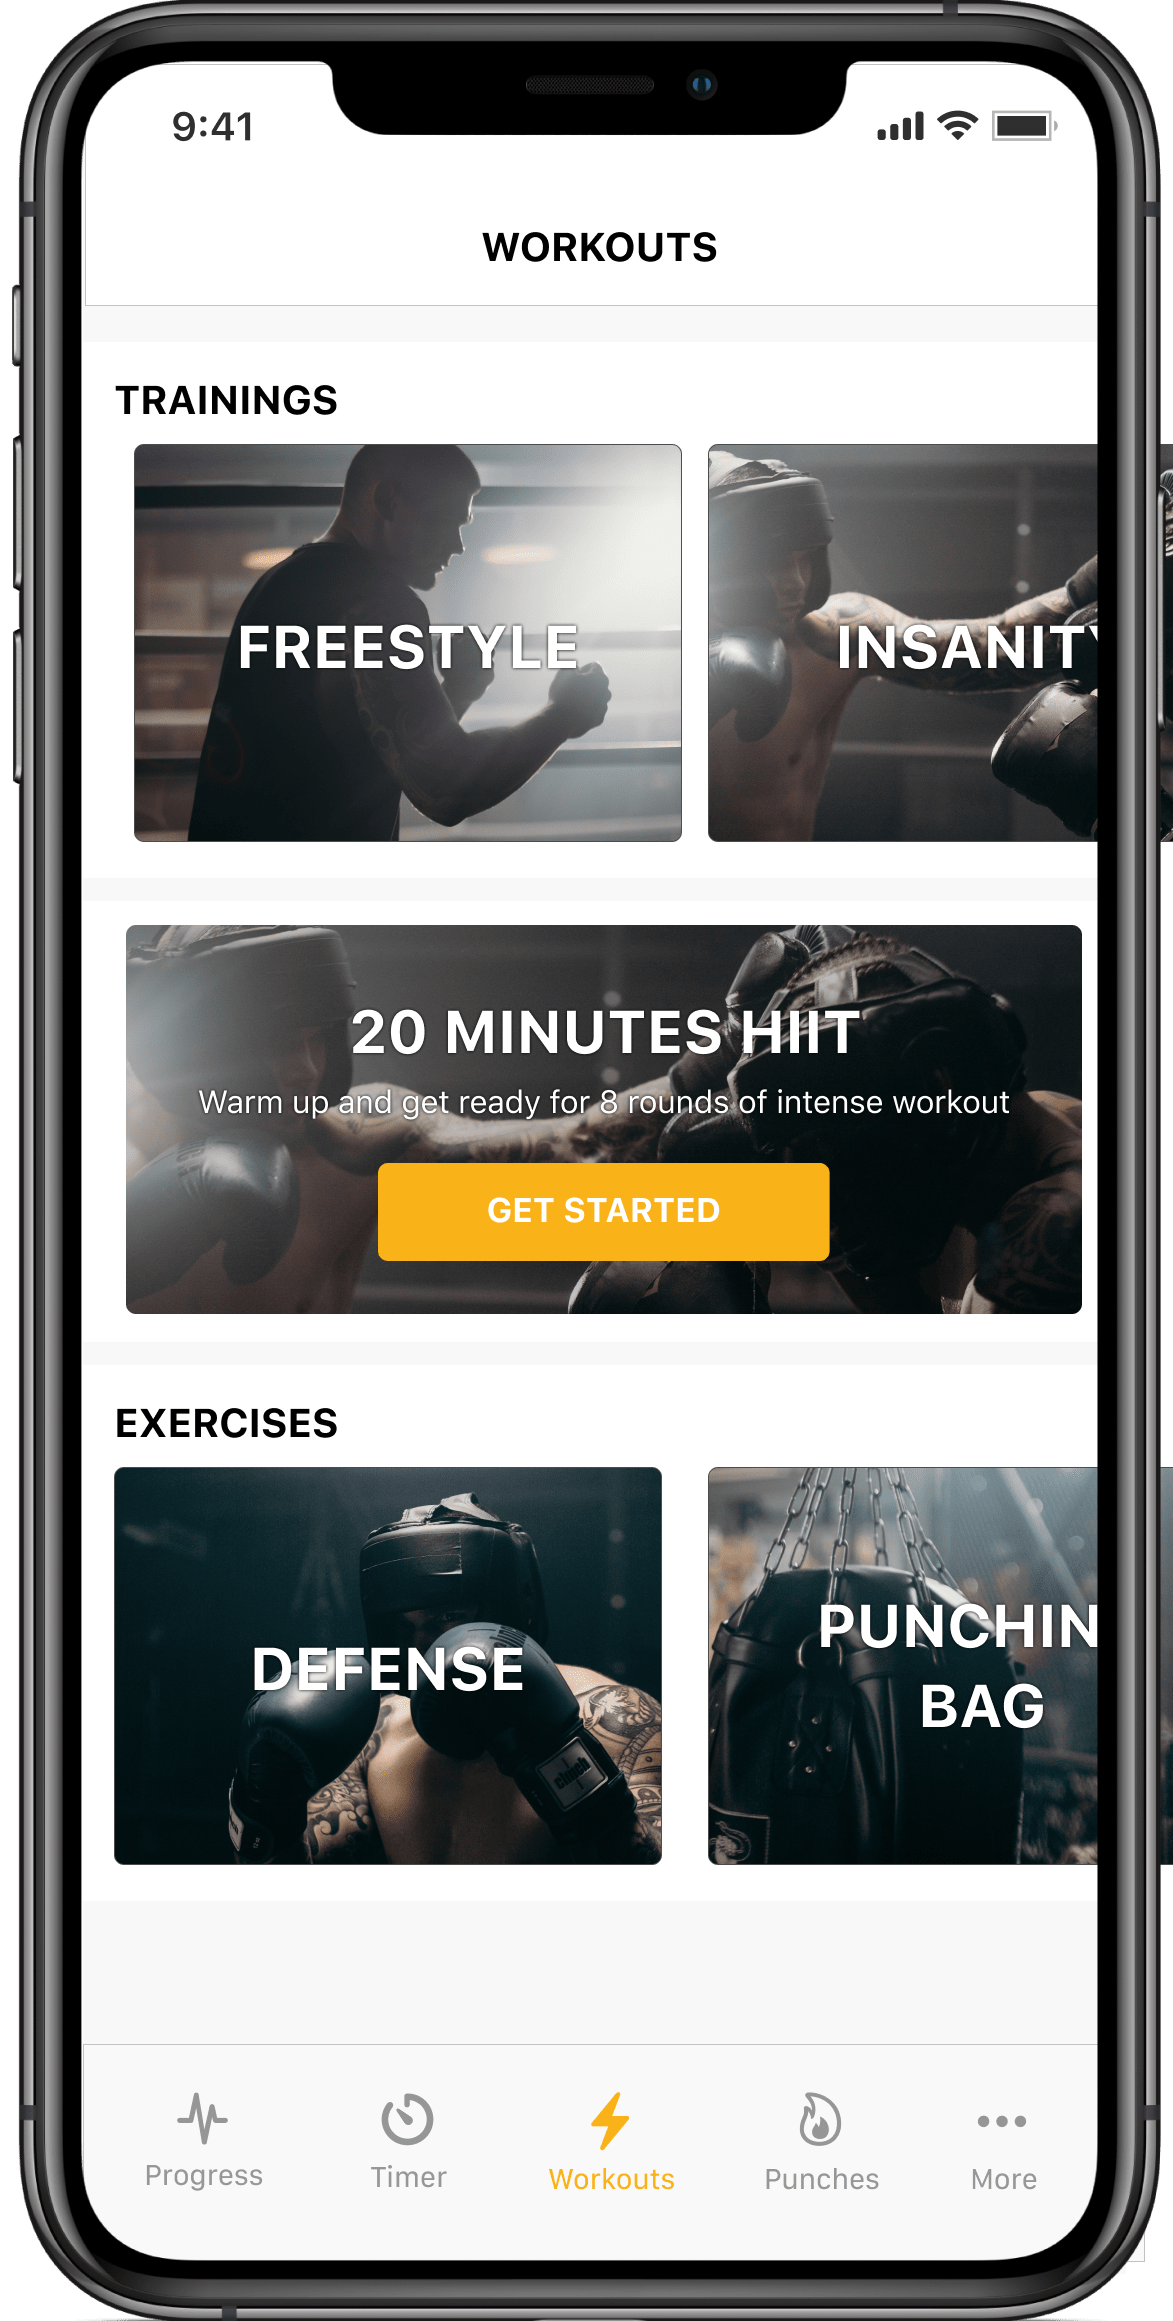 9:41
WORKOUTS
TRAININGS
FREESTYLE
INSANITY
20 MINUTES HIIT
Warm up and get ready for 8 rounds of intense workout
GET STARTED
EXERCISES
DEFENSE
clinch
PUNCHIN
BAG
Progress
Timer
Workouts
Punches
More